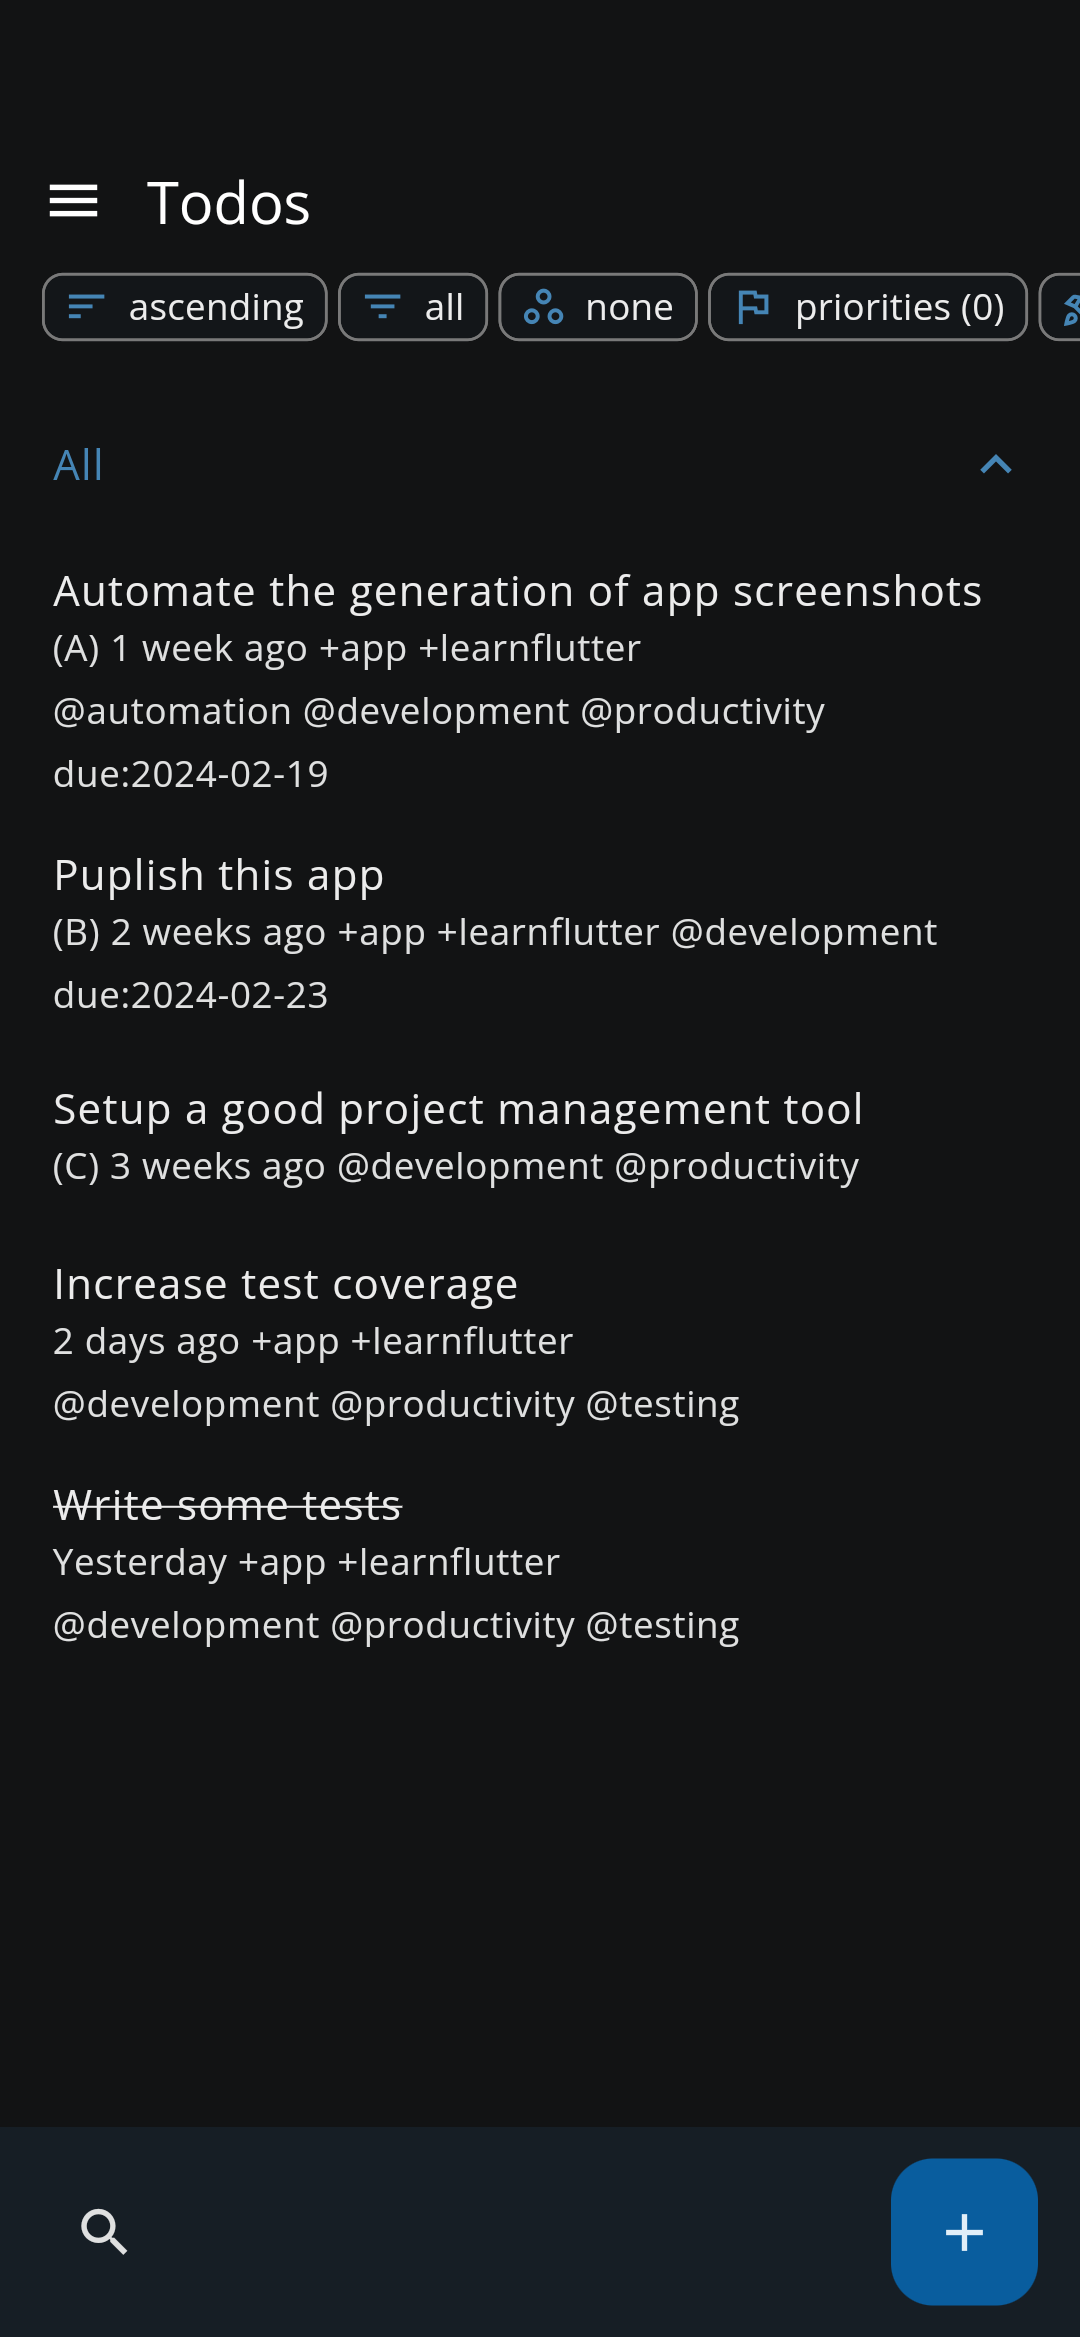 Todos
ascending all none priorities (0)
All
Automate the generation of app screenshots
(A) 1 week ago +app +learnflutter
@automation @development @productivity
due:2024-02-19
Puplish this app
(B) 2 weeks ago +app +learnflutter @development
due:2024-02-23
Setup a good project management tool
(C) 3 weeks ago @development @productivity
Increase test coverage
2 days ago +app +learnflutter
@development @productivity @testing
Write some tests
Yesterday +app +learnflutter
@development @productivity @testing